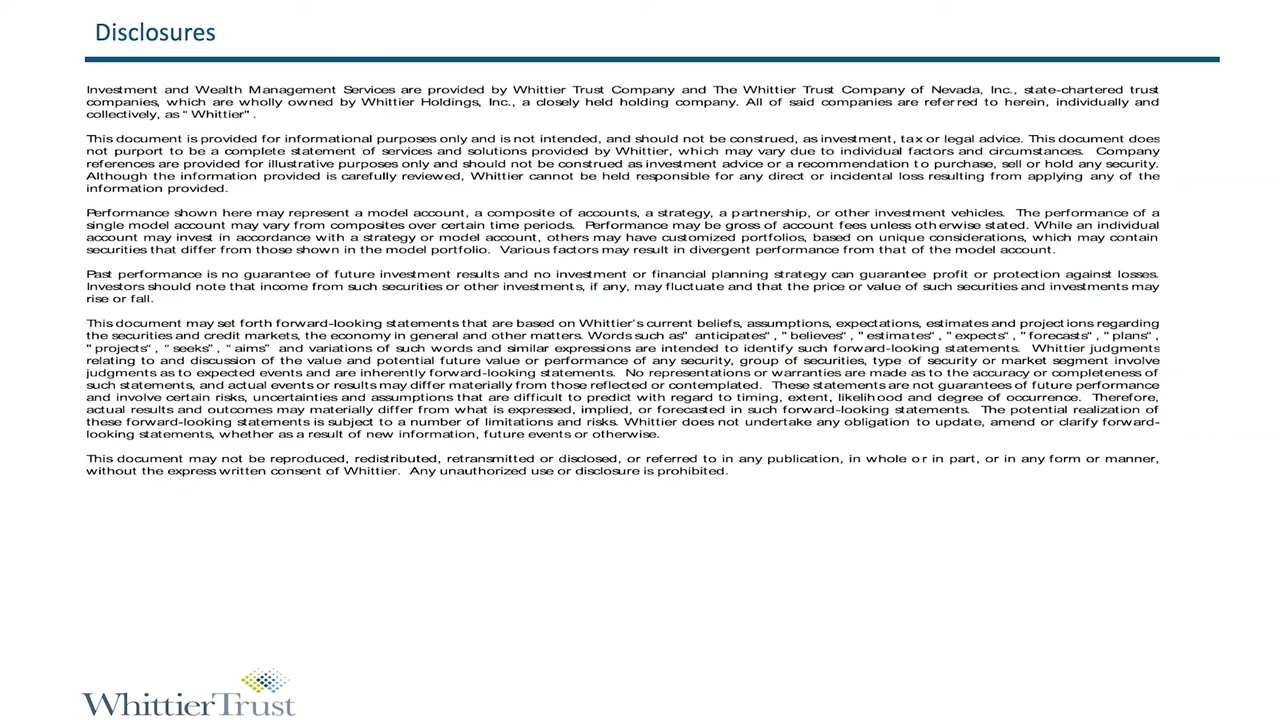 Disclosures
Investment and Wealth Management Services are provided by Whittier Trust Company and The Whittier Trust Company of Nevada, Inc., state-chartered trust
companies, which are wholly owned by Whittier Holdings, Inc., a closely held holding company. All of said companies are referred to herein, individually and
collectively, as “Whittier”.
This document is provided for informational purposes only and is not intended, and should not be construed, as investment, tax or legal advice. This document does
not purport to be a complete statement of services and solutions provided by Whittier, which may vary due to individual factors and circumstances. Company
references are provided for illustrative purposes only and should not be construed as investment advice or a recommendation to purchase, sell or hold any security.
Although the information provided is carefully reviewed, Whittier cannot be held responsible for any direct or incidental loss resulting from applying any of the
information provided.
Performance shown here may represent a model account, a composite of accounts, a strategy, a partnership, or other investment vehicles. The performance of a
single model account may vary from composites over certain time periods. Performance may be gross of account fees unless otherwise stated. While an individual
account may invest in accordance with a strategy or model account, others may have customized portfolios, based on unique considerations, which may contain
securities that differ from those shown in the model portfolio. Various factors may result in divergent performance from that of the model account.
Past performance is no guarantee of future investment results and no investment or financial planning strategy can guarantee profit or protection against losses.
Investors should note that income from such securities or other investments, if any, may fluctuate and that the price or value of such securities and investments may
rise or fall.
This document may set forth forward-looking statements that are based on Whittier’s current beliefs, assumptions, expectations, estimates and projections regarding
the securities and credit markets, the economy in general and other matters. Words such as” anticipates“, ”believes“, ”estimates“, ”expects“, ”forecasts“, ”plans“,
”projects“, “seeks”, “aims” and variations of such words and similar expressions are intended to identify such forward-looking statements. Whittier judgments
relating to and discussion of the value and potential future value or performance of any security, group of securities, type of security or market segment involve
judgments as to expected events and are inherently forward-looking statements. No representations or warranties are made as to the accuracy or completeness of
such statements, and actual events or results may differ materially from those reflected or contemplated. These statements are not guarantees of future performance
and involve certain risks, uncertainties and assumptions that are difficult to predict with regard to timing, extent, likelihood and degree of occurrence. Therefore,
actual results and outcomes may materially differ from what is expressed, implied, or forecasted in such forward-looking statements. The potential realization of
these forward-looking statements is subject to a number of limitations and risks. Whittier does not undertake any obligation to update, amend or clarify forward-
looking statements, whether as a result of new information, future events or otherwise.
This document may not be reproduced, redistributed, retransmitted or disclosed, or referred to in any publication, in whole or in part, or in any form or manner,
without the express written consent of Whittier. Any unauthorized use or disclosure is prohibited.
WhittierTrust